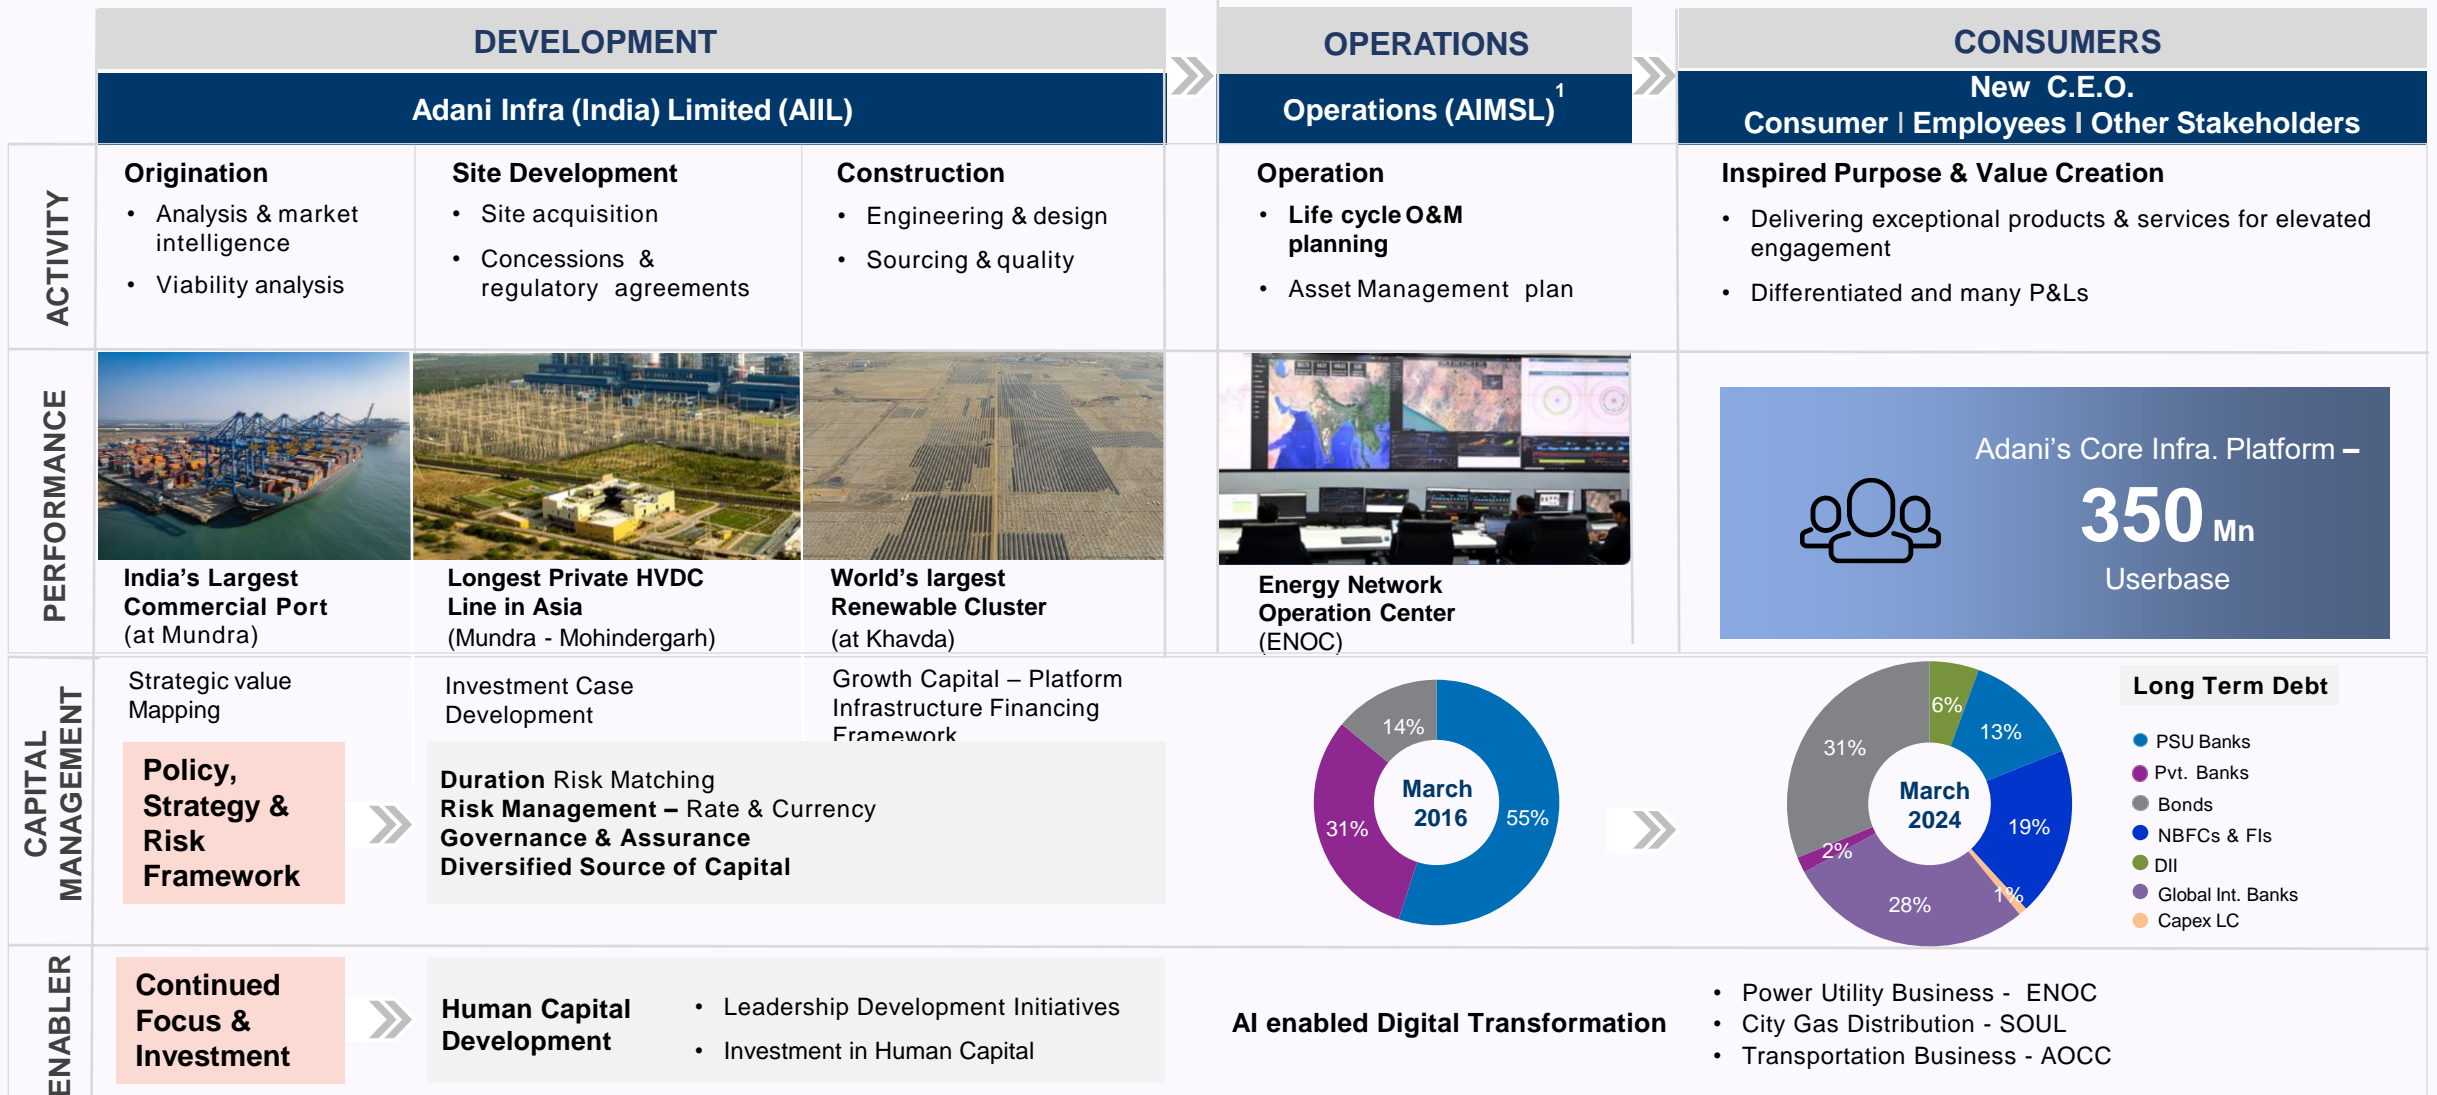 DEVELOPMENT
OPERATIONS
CONSUMERS
Adani Infra (India) Limited (AIIL)
Operations (AIMSL)1
New C.E.O.
Consumer I Employees I Other Stakeholders
ACTIVITY
Origination
• Analysis & market
intelligence
• Viability analysis
Site Development
• Site acquisition
• Concessions &
regulatory agreements
Construction
• Engineering & design
• Sourcing & quality
Operation
• Life cycle O&M
planning
• Asset Management plan
Inspired Purpose & Value Creation
• Delivering exceptional products & services for elevated
engagement
• Differentiated and many P&Ls
PERFORMANCE
India’s Largest
Commercial Port
(at Mundra)
Longest Private HVDC
Line in Asia
(Mundra - Mohindergarh)
World’s largest
Renewable Cluster
(at Khavda)
Energy Network
Operation Center
(ENOC)
Adani’s Core Infra. Platform –
350 Mn
Userbase
CAPITAL
MANAGEMENT
Strategic value
Mapping
Investment Case
Development
Growth Capital – Platform
Infrastructure Financing
Framework
Policy,
Strategy &
Risk
Framework
Duration Risk Matching
Risk Management – Rate & Currency
Governance & Assurance
Diversified Source of Capital
14%
31%
55%
March
2016
6%
13%
31%
19%
2%
1%
28%
March
2024
Long Term Debt
PSU Banks
Pvt. Banks
Bonds
NBFCs & FIs
DII
Global Int. Banks
Capex LC
ENABLER
Continued
Focus &
Investment
Human Capital
Development
• Leadership Development Initiatives
• Investment in Human Capital
AI enabled Digital Transformation
• Power Utility Business - ENOC
• City Gas Distribution - SOUL
• Transportation Business - AOCC